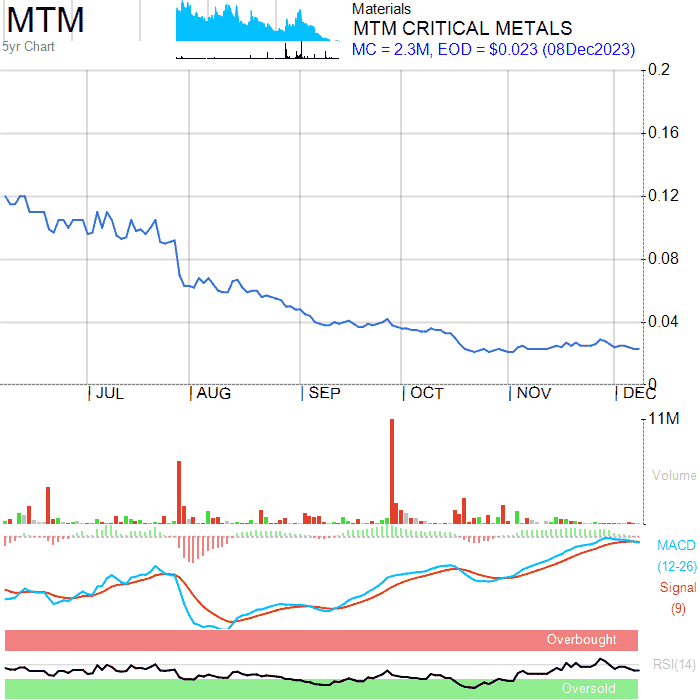 MTM
5yr Chart
Materials
MTM CRITICAL METALS
MC = 2.3M, EOD = $0.023 (08Dec2023)
0.2
0.16
0.12
0.08
0.04
0
JUL AUG SEP OCT NOV DEC
11M
Volume
MACD
(12-26)
Signal
(9)
Overbought
RSI(14)
Oversold